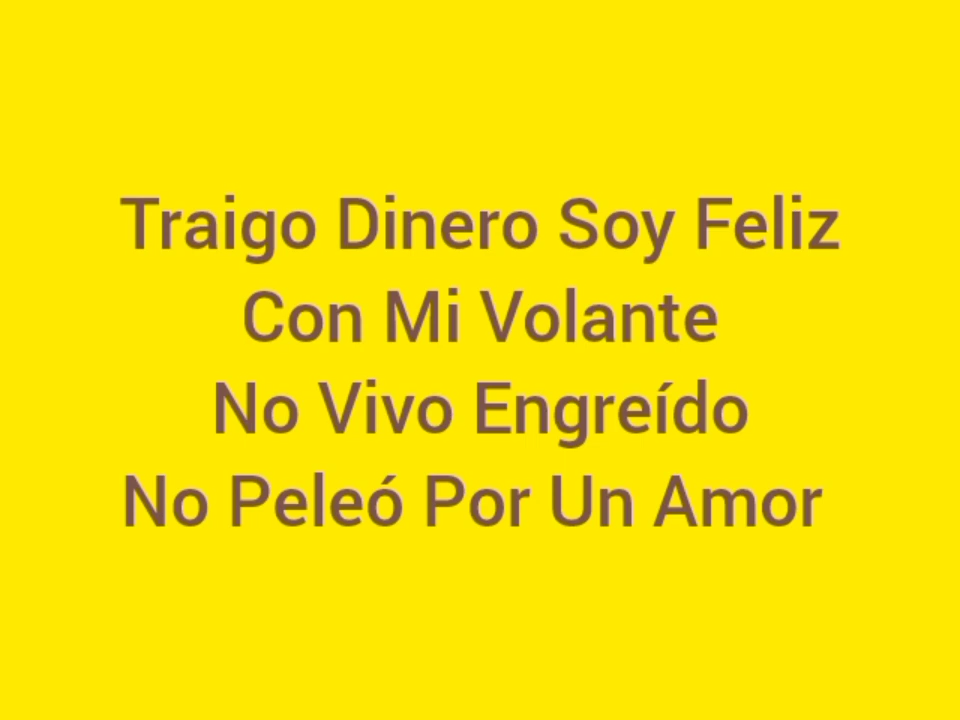 Traigo Dinero Soy Feliz
Con Mi Volante
No Vivo Engreído
No Peleó Por Un Amor